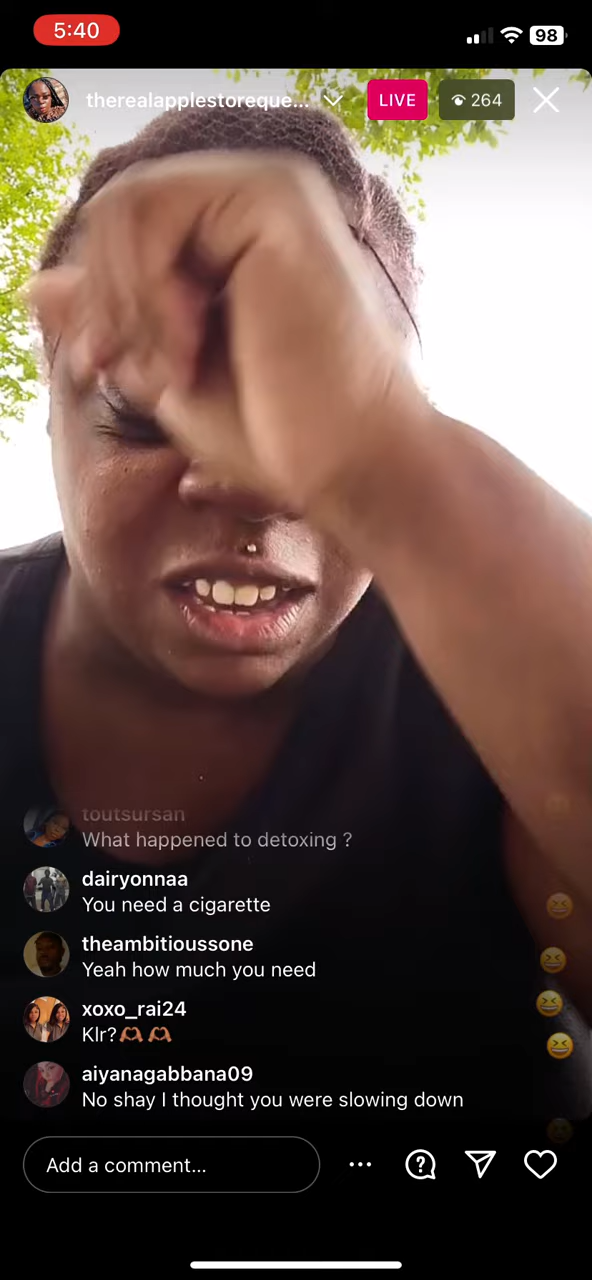 5:40
98
therealapplestoreque...
LIVE
264
toutsursan
What happened to detoxing ?
dairyonnaa
You need a cigarette
theambitioussone
Yeah how much you need
xoxo_rai24
Klr?🫶🏾🫶🏾
aiyanagabbana09
No shay I thought you were slowing down
Add a comment...